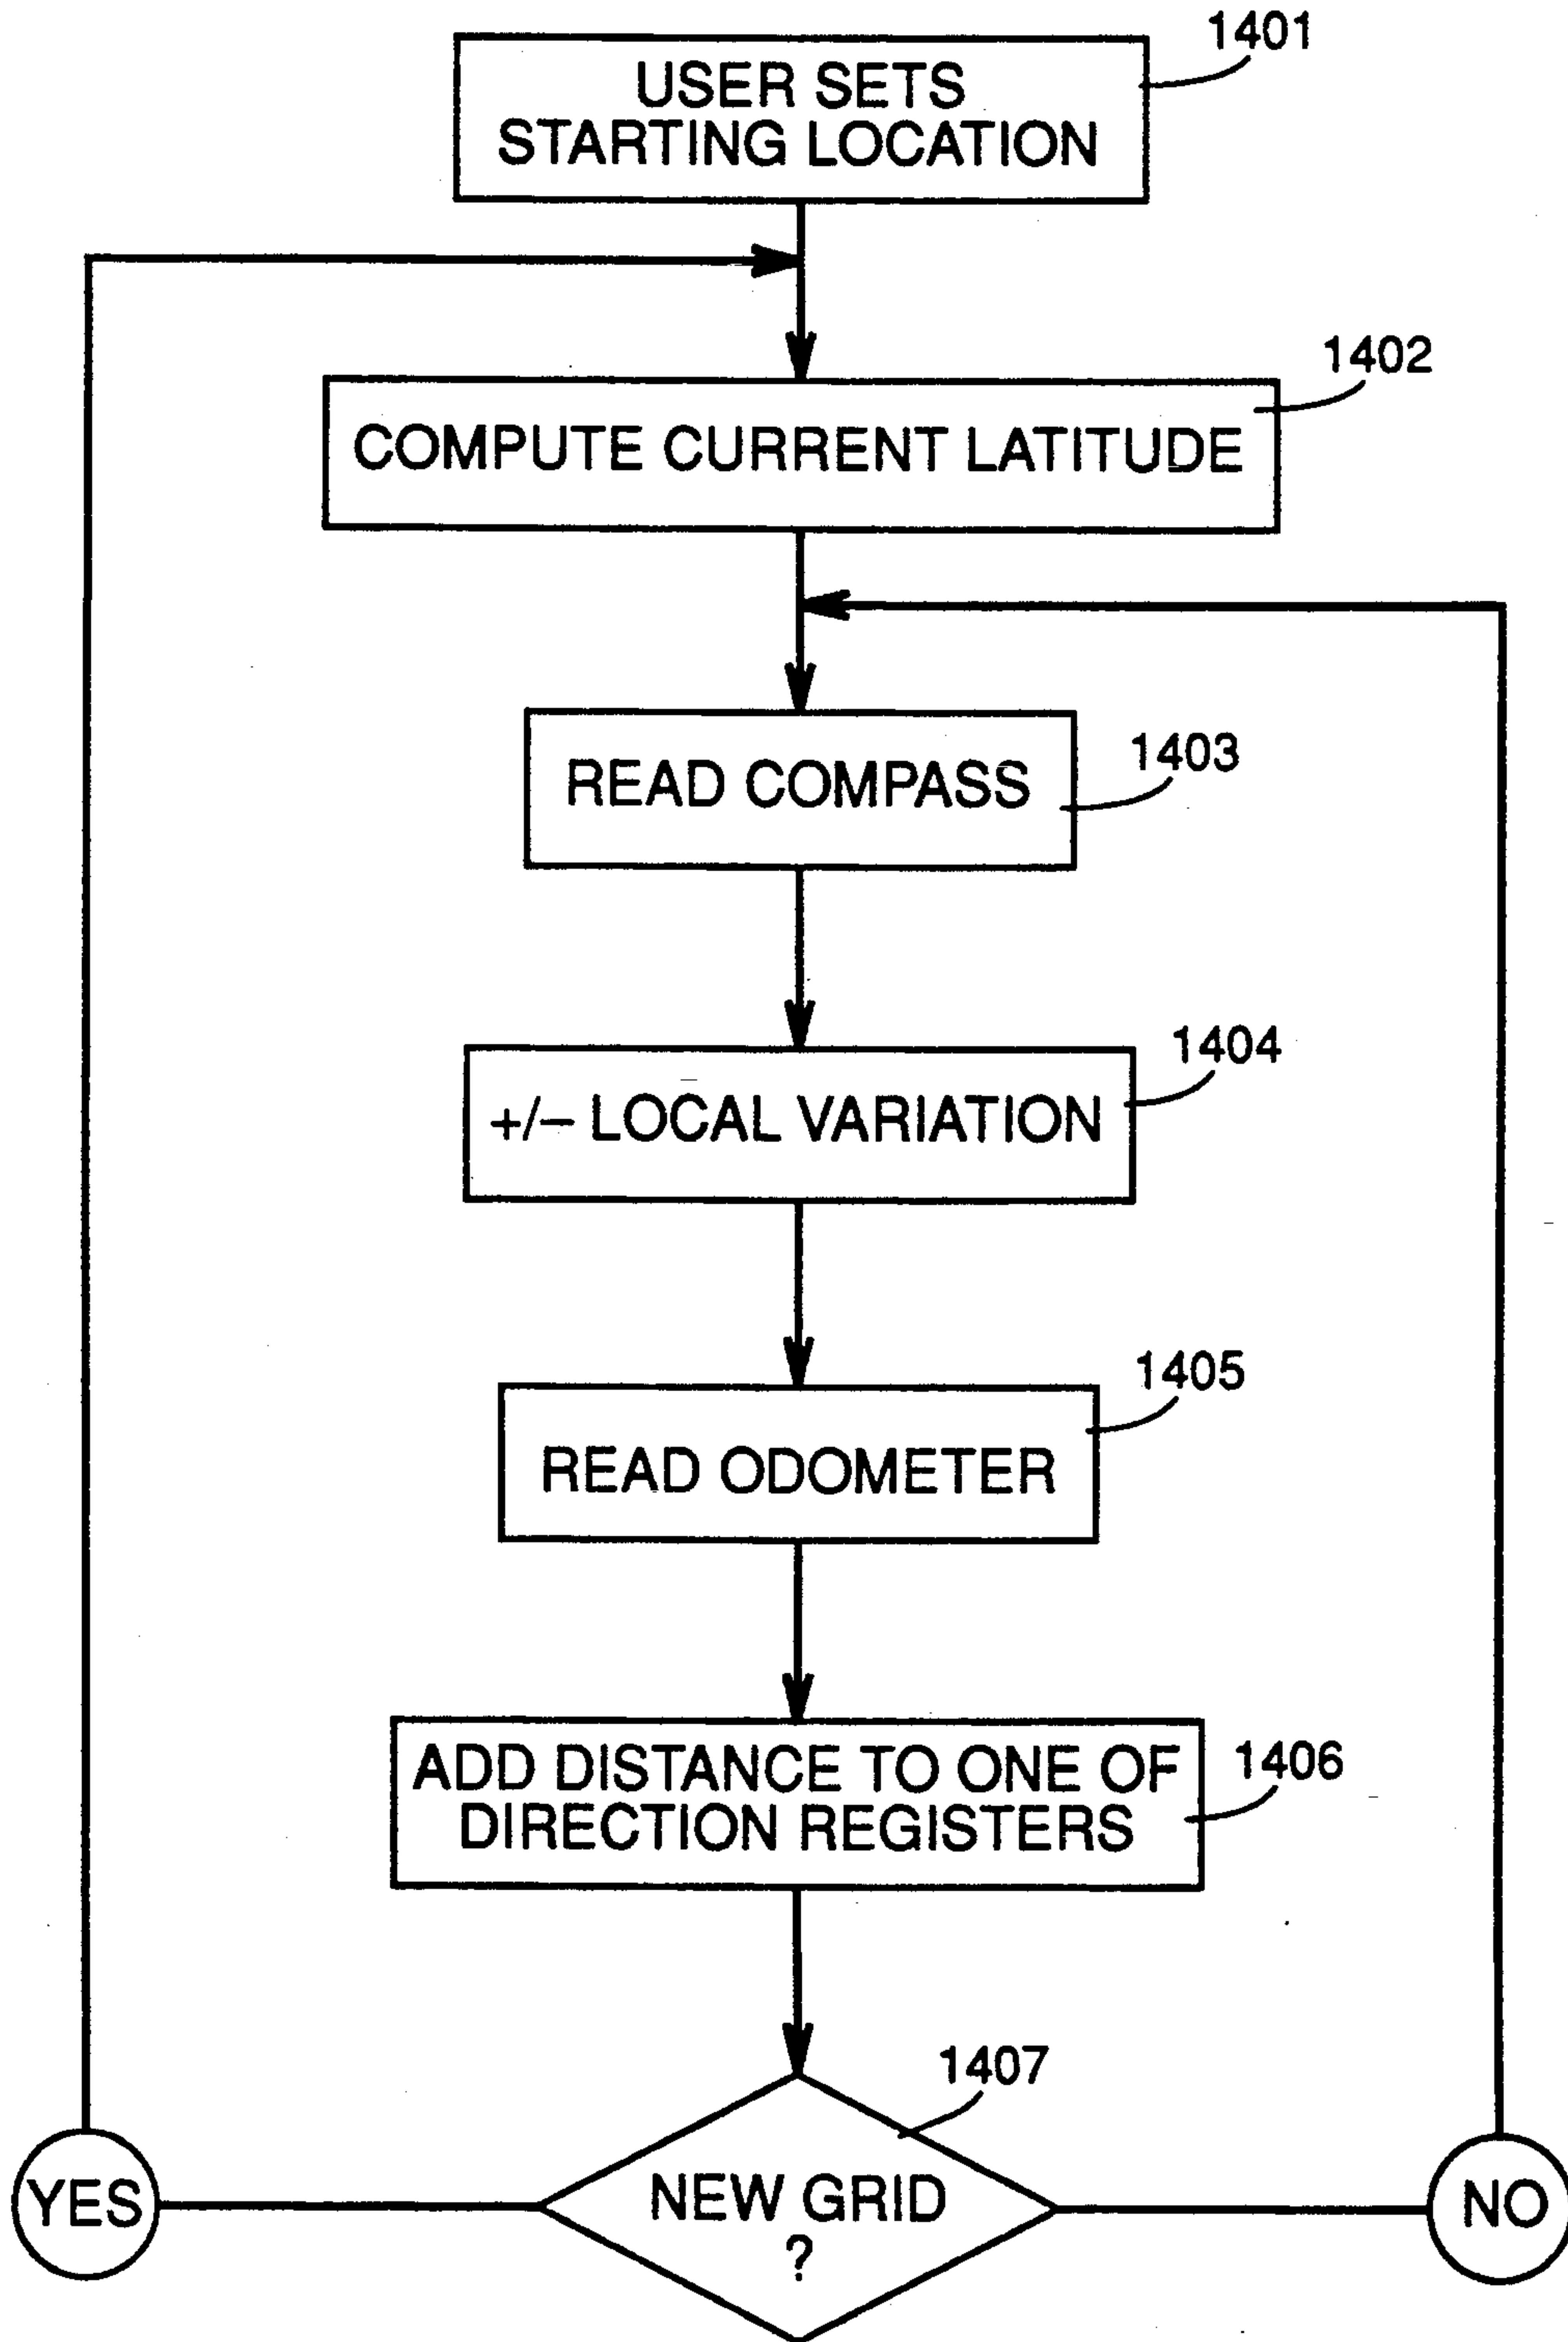 1401
USER SETS
STARTING LOCATION
1402
COMPUTE CURRENT LATITUDE
1403
READ COMPASS
1404
+/– LOCAL VARIATION
1405
READ ODOMETER
1406
ADD DISTANCE TO ONE OF
DIRECTION REGISTERS
1407
YES
NEW GRID
?
NO